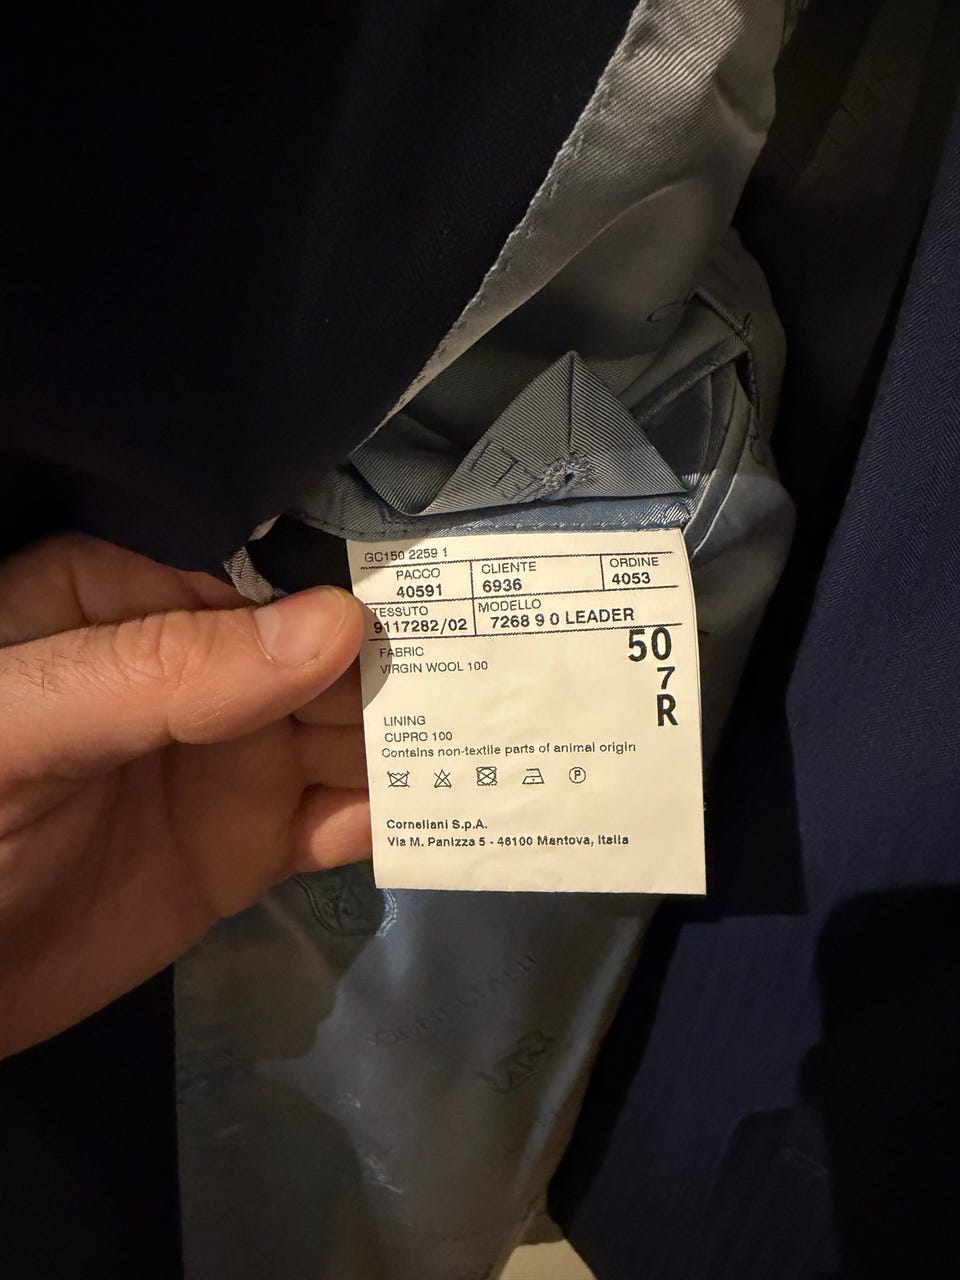 GC150 2259 1
PACCO
40591
CLIENTE
6936
ORDINE
4053
TESSUTO
9117282/02
MODELLO
7268 9 0 LEADER
50
7
R
FABRIC
VIRGIN WOOL 100
LINING
CUPRO 100
Contains non-textile parts of animal origin
P
Corneliani S.p.A.
Via M. Panizza 5 - 46100 Mantova, Italia
CORNELIANI